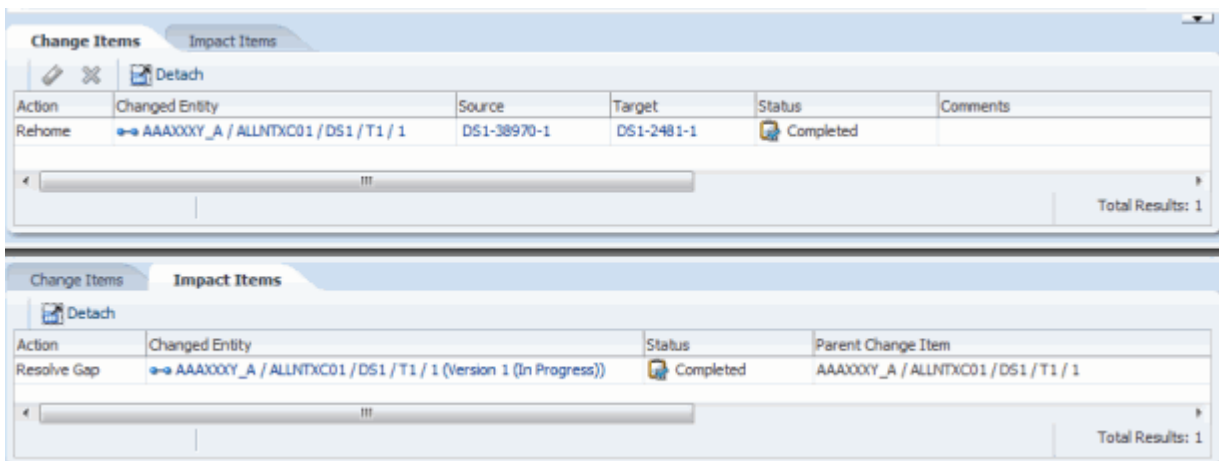 Change Items Impact Items
Detach
Action Changed Entity Source Target Status Comments
Rehome AAAXXXY_A / ALLNTXC01 / DS1 / T1 / 1 DS1-38970-1 DS1-2481-1 Completed
Total Results: 1
Change Items Impact Items
Detach
Action Changed Entity Status Parent Change Item
Resolve Gap AAAXXXY_A / ALLNTXC01 / DS1 / T1 / 1 (Version 1 (In Progress)) Completed AAAXXXY_A / ALLNTXC01 / DS1 / T1 / 1
Total Results: 1